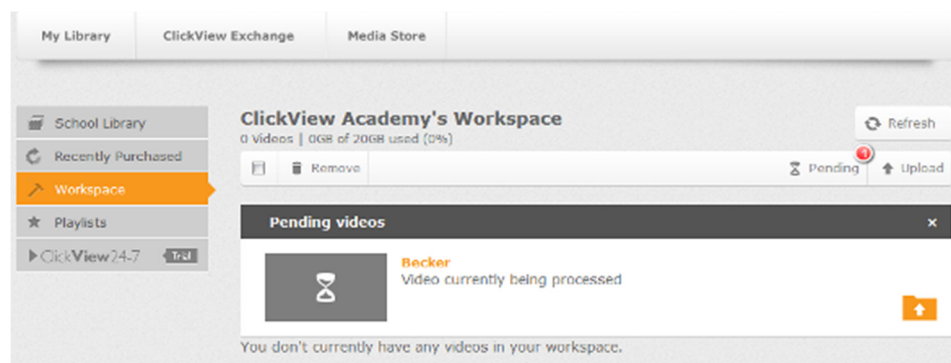 My Library ClickView Exchange Media Store
School Library
Recently Purchased
Workspace
Playlists
ClickView24-7 Trial
ClickView Academy's Workspace
0 Videos | 0GB of 20GB used (0%)
Refresh
Remove Pending 1 Upload
Pending videos ×
Becker
Video currently being processed
You don't currently have any videos in your workspace.